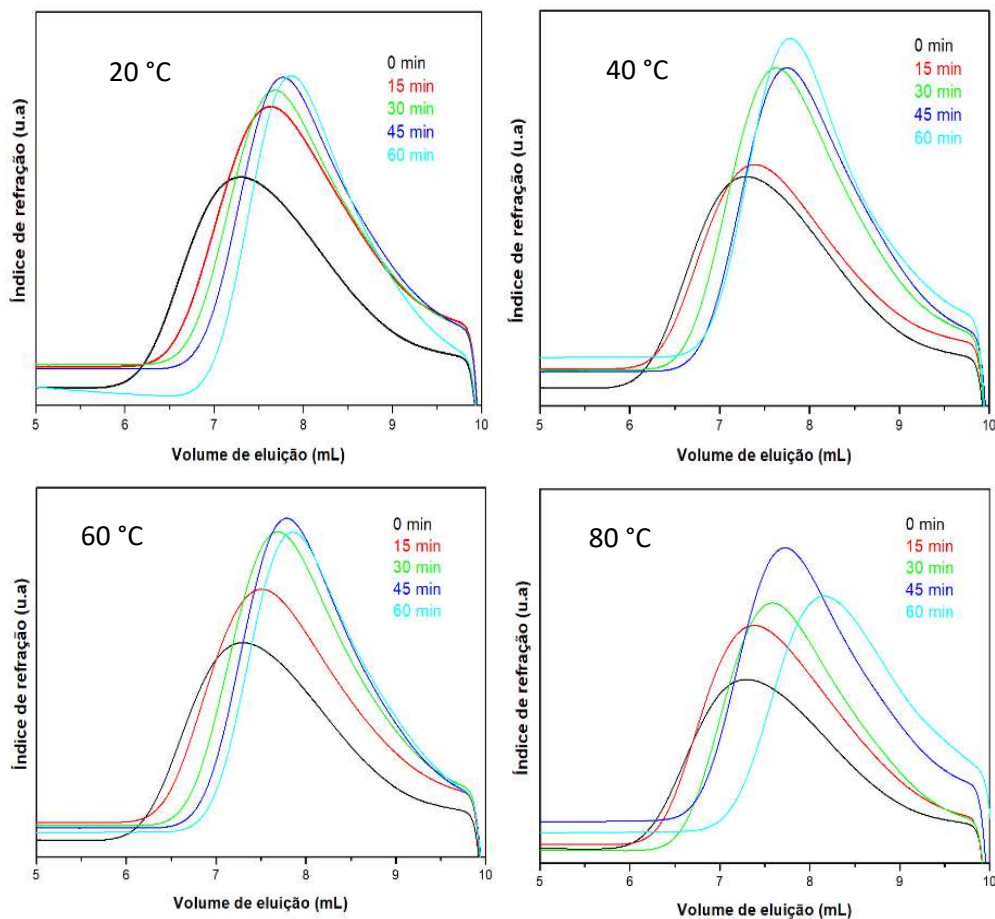 20 °C
0 min
15 min
30 min
45 min
60 min
Índice de refração (u.a)
5 6 7 8 9 10
Volume de eluição (mL)
40 °C
0 min
15 min
30 min
45 min
60 min
Índice de refração (u.a)
5 6 7 8 9 10
Volume de eluição (mL)
60 °C
0 min
15 min
30 min
45 min
60 min
Índice de refração (u.a)
5 6 7 8 9 10
Volume de eluição (mL)
80 °C
0 min
15 min
30 min
45 min
60 min
Índice de refração (u.a)
5 6 7 8 9 10
Volume de eluição (mL)